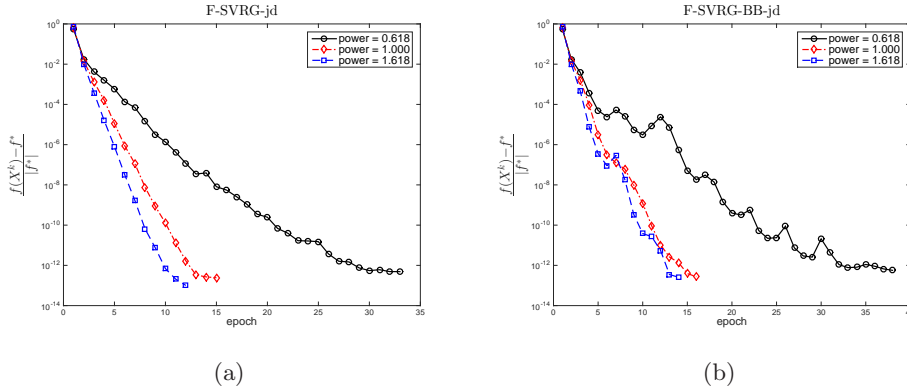 F-SVRG-jd
10^0
10^-2
10^-4
10^-6
10^-8
10^-10
10^-12
10^-14
f(X^k)−f*
|f*|
power = 0.618
power = 1.000
power = 1.618
0 5 10 15 20 25 30 35
epoch
(a)
F-SVRG-BB-jd
10^0
10^-2
10^-4
10^-6
10^-8
10^-10
10^-12
10^-14
f(X^k)−f*
|f*|
power = 0.618
power = 1.000
power = 1.618
0 5 10 15 20 25 30 35 40
epoch
(b)